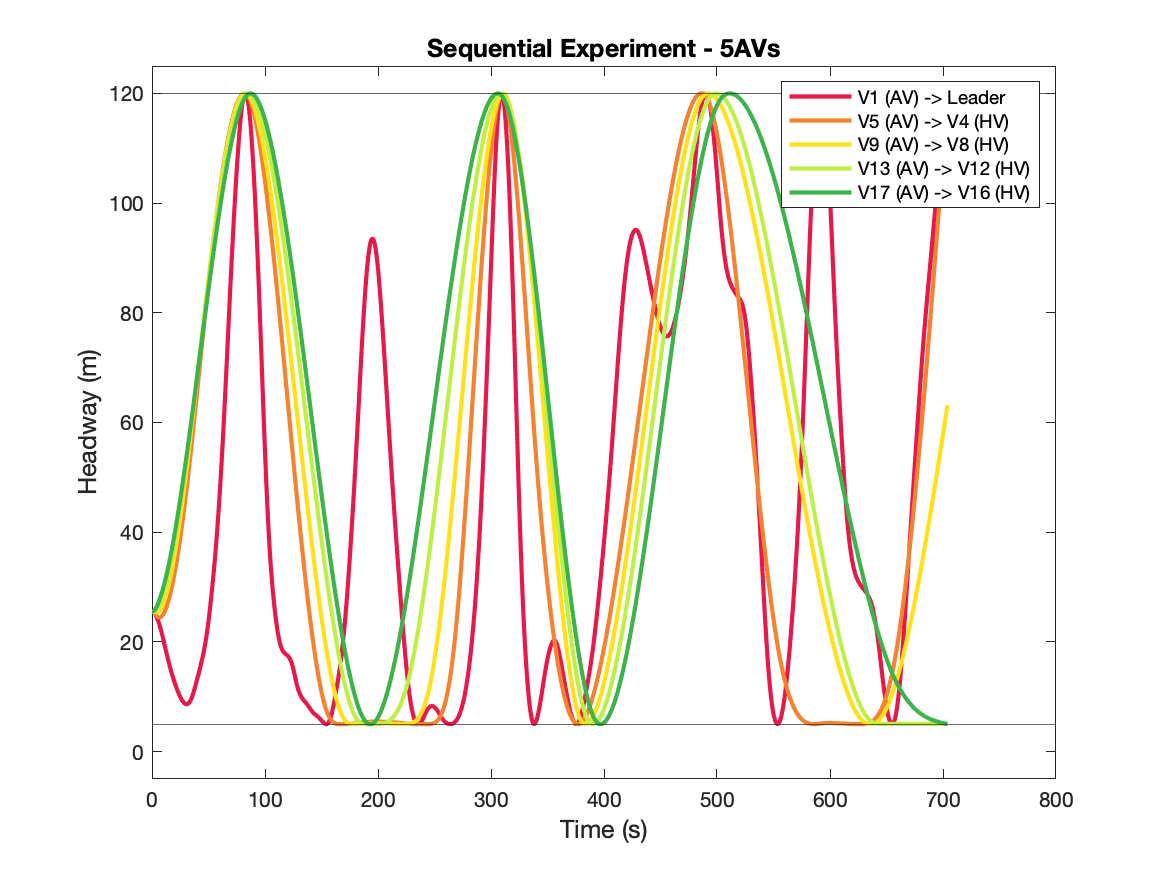 Sequential Experiment - 5AVs
V1 (AV) -> Leader
V5 (AV) -> V4 (HV)
V9 (AV) -> V8 (HV)
V13 (AV) -> V12 (HV)
V17 (AV) -> V16 (HV)
120
100
80
60
40
20
0
Headway (m)
0 100 200 300 400 500 600 700 800
Time (s)